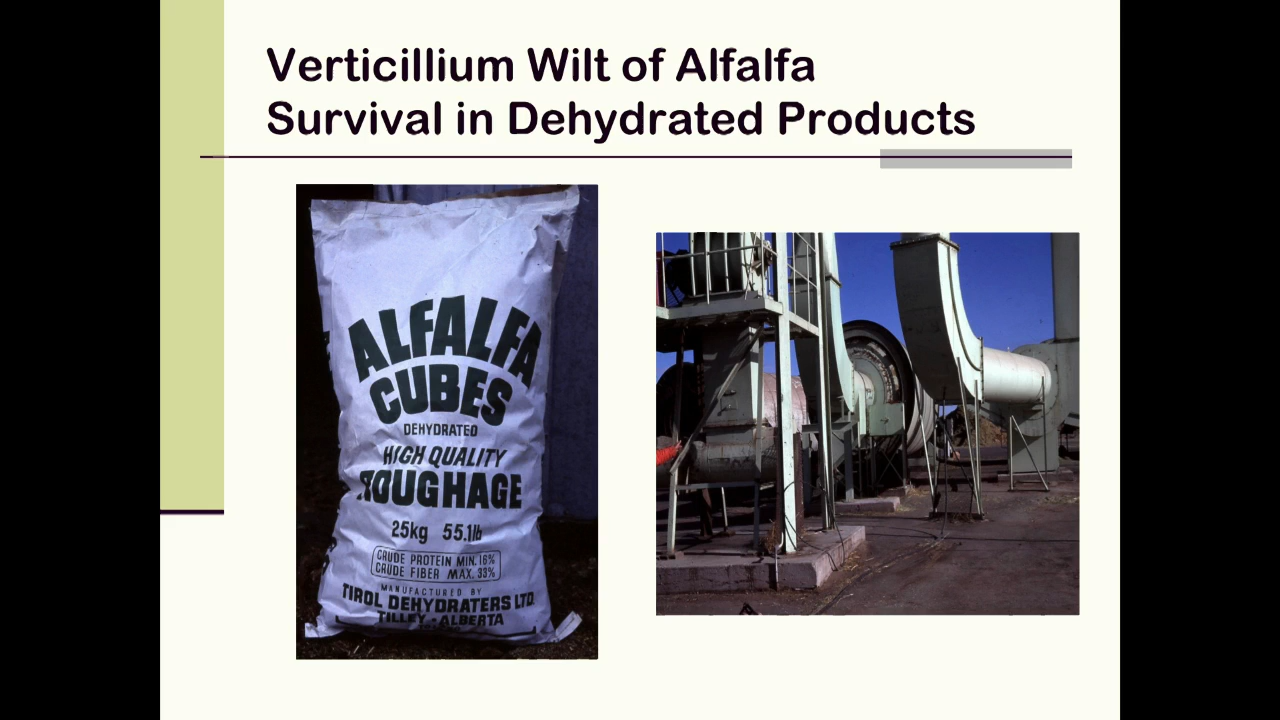 Verticillium Wilt of Alfalfa
Survival in Dehydrated Products
ALFALFA
CUBES
DEHYDRATED
HIGH QUALITY
ROUGHAGE
25kg 55.1lb
CRUDE PROTEIN MIN. 16%
CRUDE FIBER MAX. 33%
MANUFACTURED BY
TIROL DEHYDRATERS LTD.
TILLEY - ALBERTA